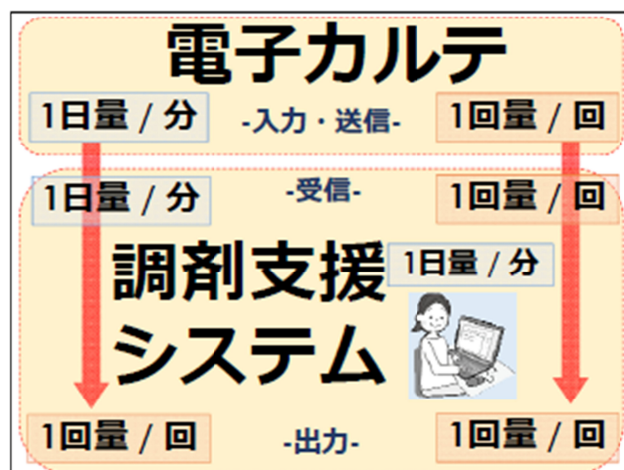 電子カルテ
1日量 / 分
-入力・送信-
1回量 / 回
1日量 / 分
-受信-
1回量 / 回
調剤支援
1日量 / 分
システム
1回量 / 回
-出力-
1回量 / 回